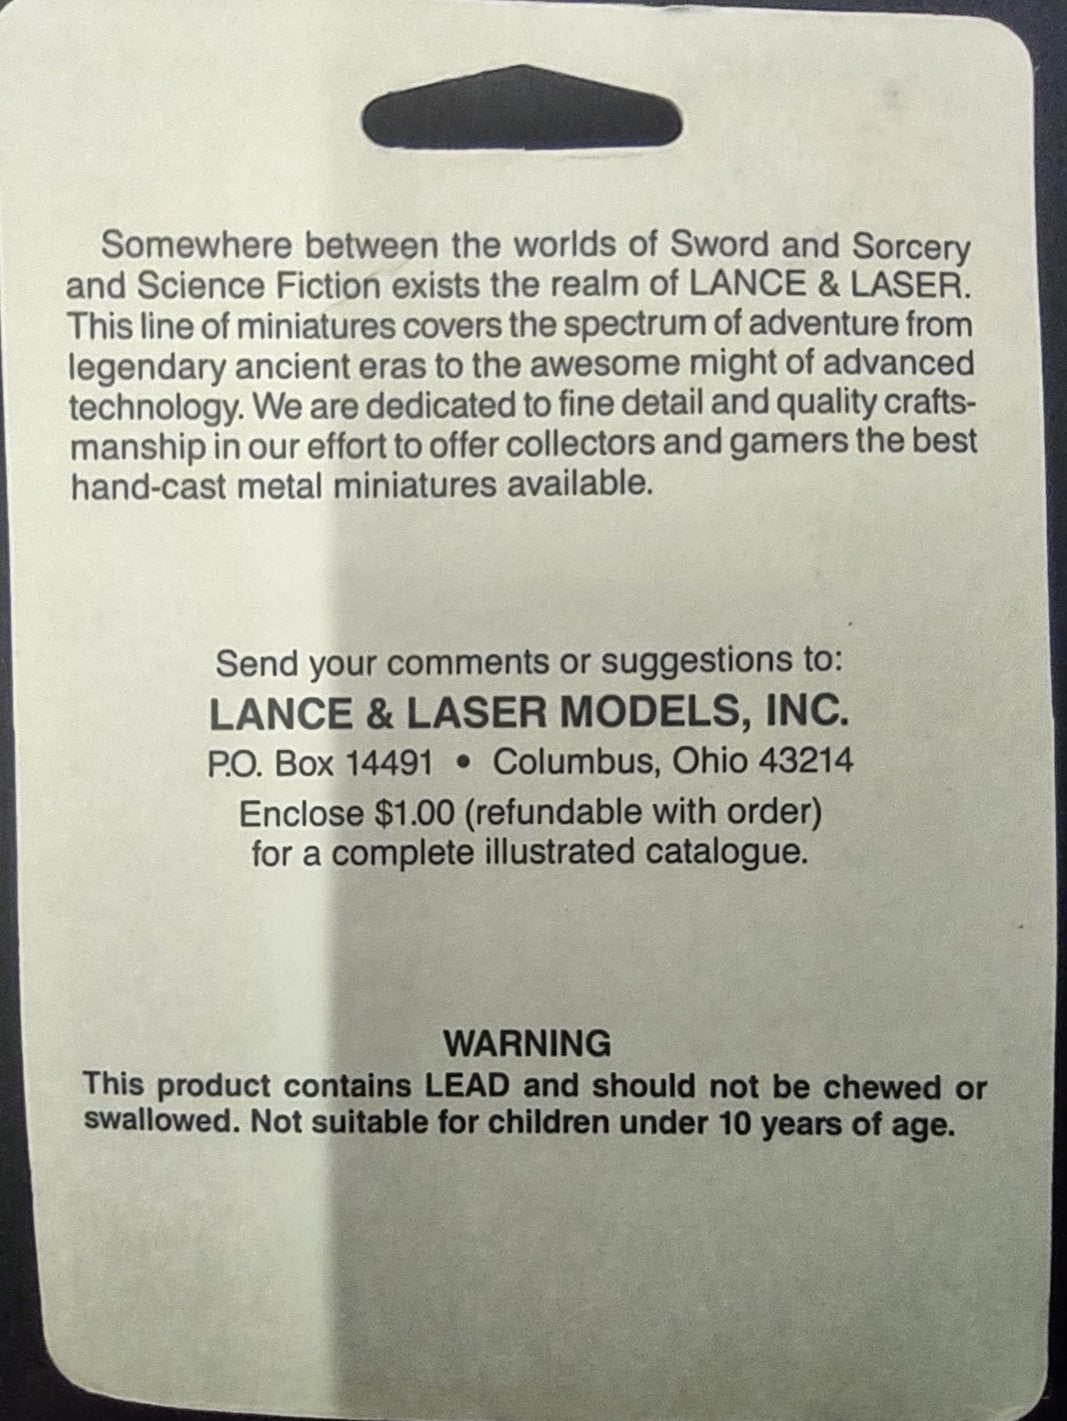 Somewhere between the worlds of Sword and Sorcery
and Science Fiction exists the realm of LANCE & LASER.
This line of miniatures covers the spectrum of adventure from
legendary ancient eras to the awesome might of advanced
technology. We are dedicated to fine detail and quality crafts-
manship in our effort to offer collectors and gamers the best
hand-cast metal miniatures available.
Send your comments or suggestions to:
LANCE & LASER MODELS, INC.
P.O. Box 14491 • Columbus, Ohio 43214
Enclose $1.00 (refundable with order)
for a complete illustrated catalogue.
WARNING
This product contains LEAD and should not be chewed or
swallowed. Not suitable for children under 10 years of age.